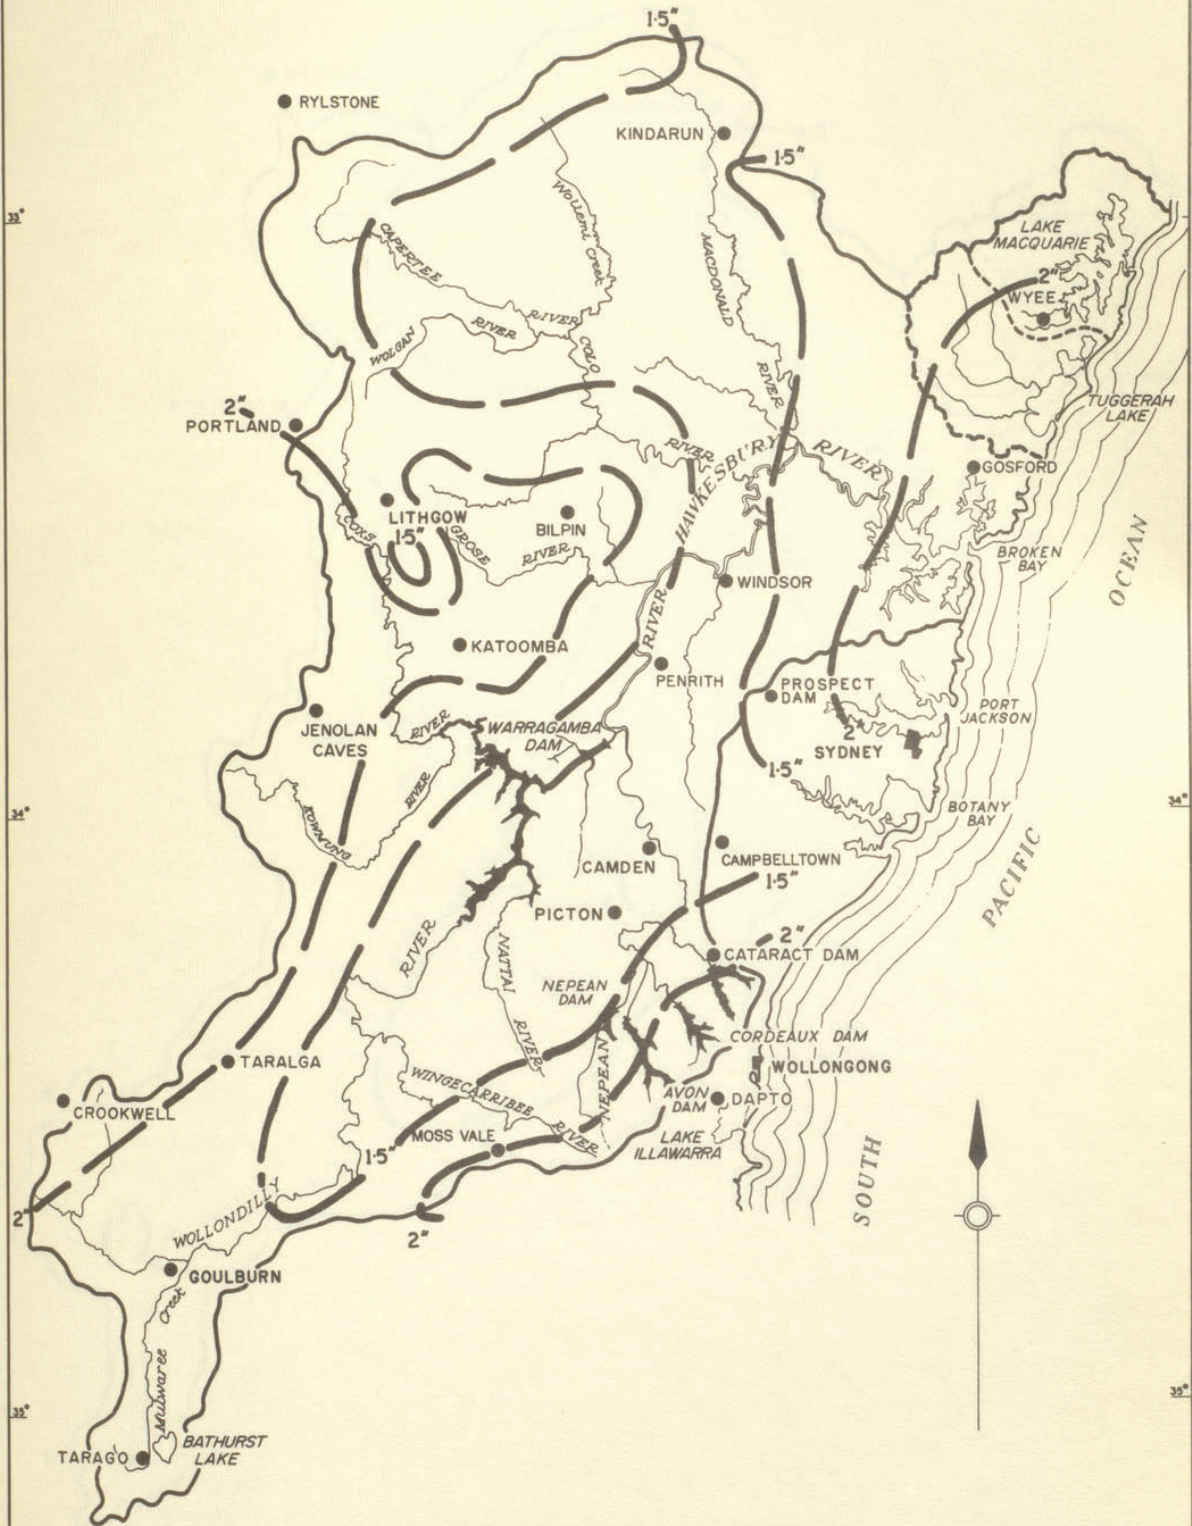 1·5"
RYLSTONE
KINDARUN
1·5"
33°
Wollemi Creek
LAKE
MACQUARIE
CAPERTEE
RIVER
MACDONALD
RIVER
2"
WYEE
WOLGAN
RIVER
COLO
RIVER
TUGGERAH
LAKE
2"
PORTLAND
HAWKESBURY RIVER
GOSFORD
LITHGOW
1·5"
COXS
RIVER
GROSE
RIVER
BILPIN
BROKEN
BAY
WINDSOR
KATOOMBA
RIVER
PENRITH
PROSPECT
DAM
PORT
JACKSON
JENOLAN
CAVES
WARRAGAMBA
DAM
2"
SYDNEY
1·5"
KOWMUNG
RIVER
34°
34°
BOTANY
BAY
CAMDEN
CAMPBELLTOWN
1·5"
PICTON
RIVER
NATTAI
RIVER
2"
CATARACT DAM
NEPEAN
DAM
CORDEAUX DAM
TARALGA
WOLLONGONG
NEPEAN
AVON
DAM
DAPTO
WINGECARRIBEE
RIVER
CROOKWELL
MOSS VALE
LAKE
ILLAWARRA
1·5"
2"
2"
WOLLONDILLY
GOULBURN
Mulwaree Creek
35°
35°
TARAGO
BATHURST
LAKE
SOUTH PACIFIC OCEAN